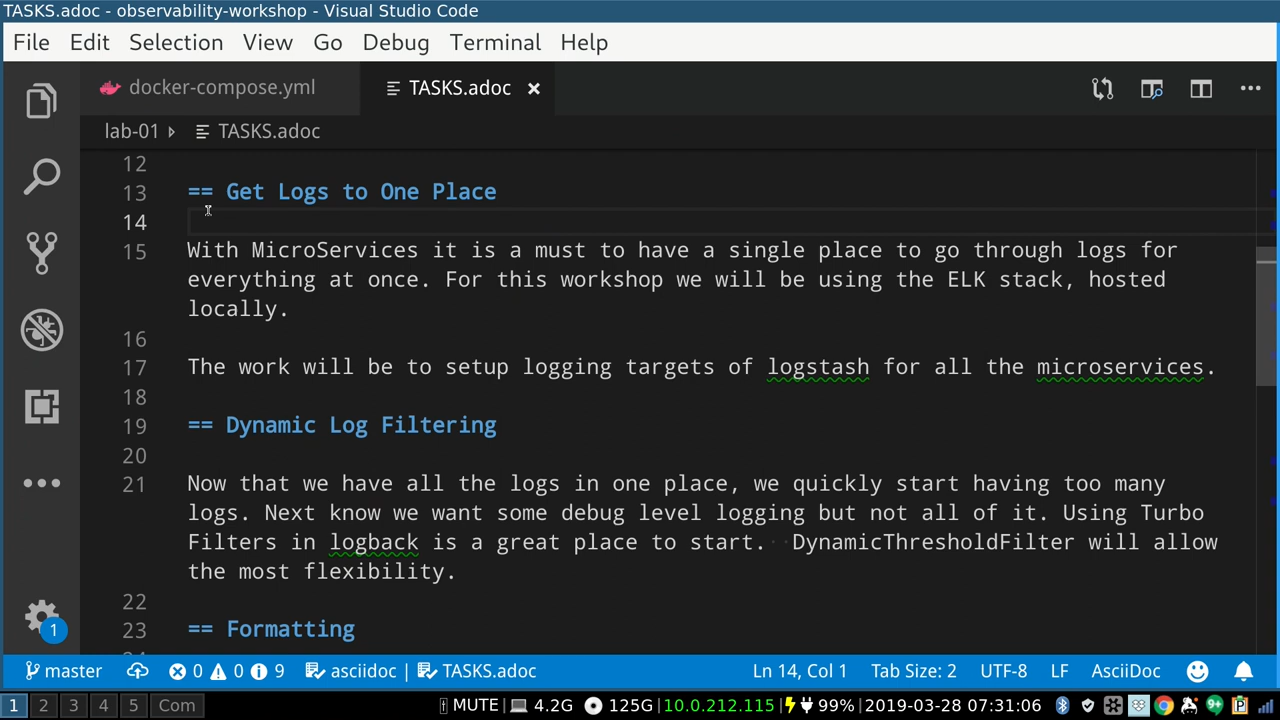 TASKS.adoc - observability-workshop - Visual Studio Code
File Edit Selection View Go Debug Terminal Help
docker-compose.yml TASKS.adoc
lab-01 TASKS.adoc
12
13 == Get Logs to One Place
14
15 With MicroServices it is a must to have a single place to go through logs for
everything at once. For this workshop we will be using the ELK stack, hosted
locally.
16
17 The work will be to setup logging targets of logstash for all the microservices.
18
19 == Dynamic Log Filtering
20
21 Now that we have all the logs in one place, we quickly start having too many
logs. Next know we want some debug level logging but not all of it. Using Turbo
Filters in logback is a great place to start.  DynamicThresholdFilter will allow
the most flexibility.
22
23 == Formatting
1
master 0 0 9 asciidoc | TASKS.adoc Ln 14, Col 1 Tab Size: 2 UTF-8 LF AsciiDoc
1 2 3 4 5 Com MUTE| 4.2G 125G|10.0.212.115| 99%|2019-03-28 07:31:06 9+